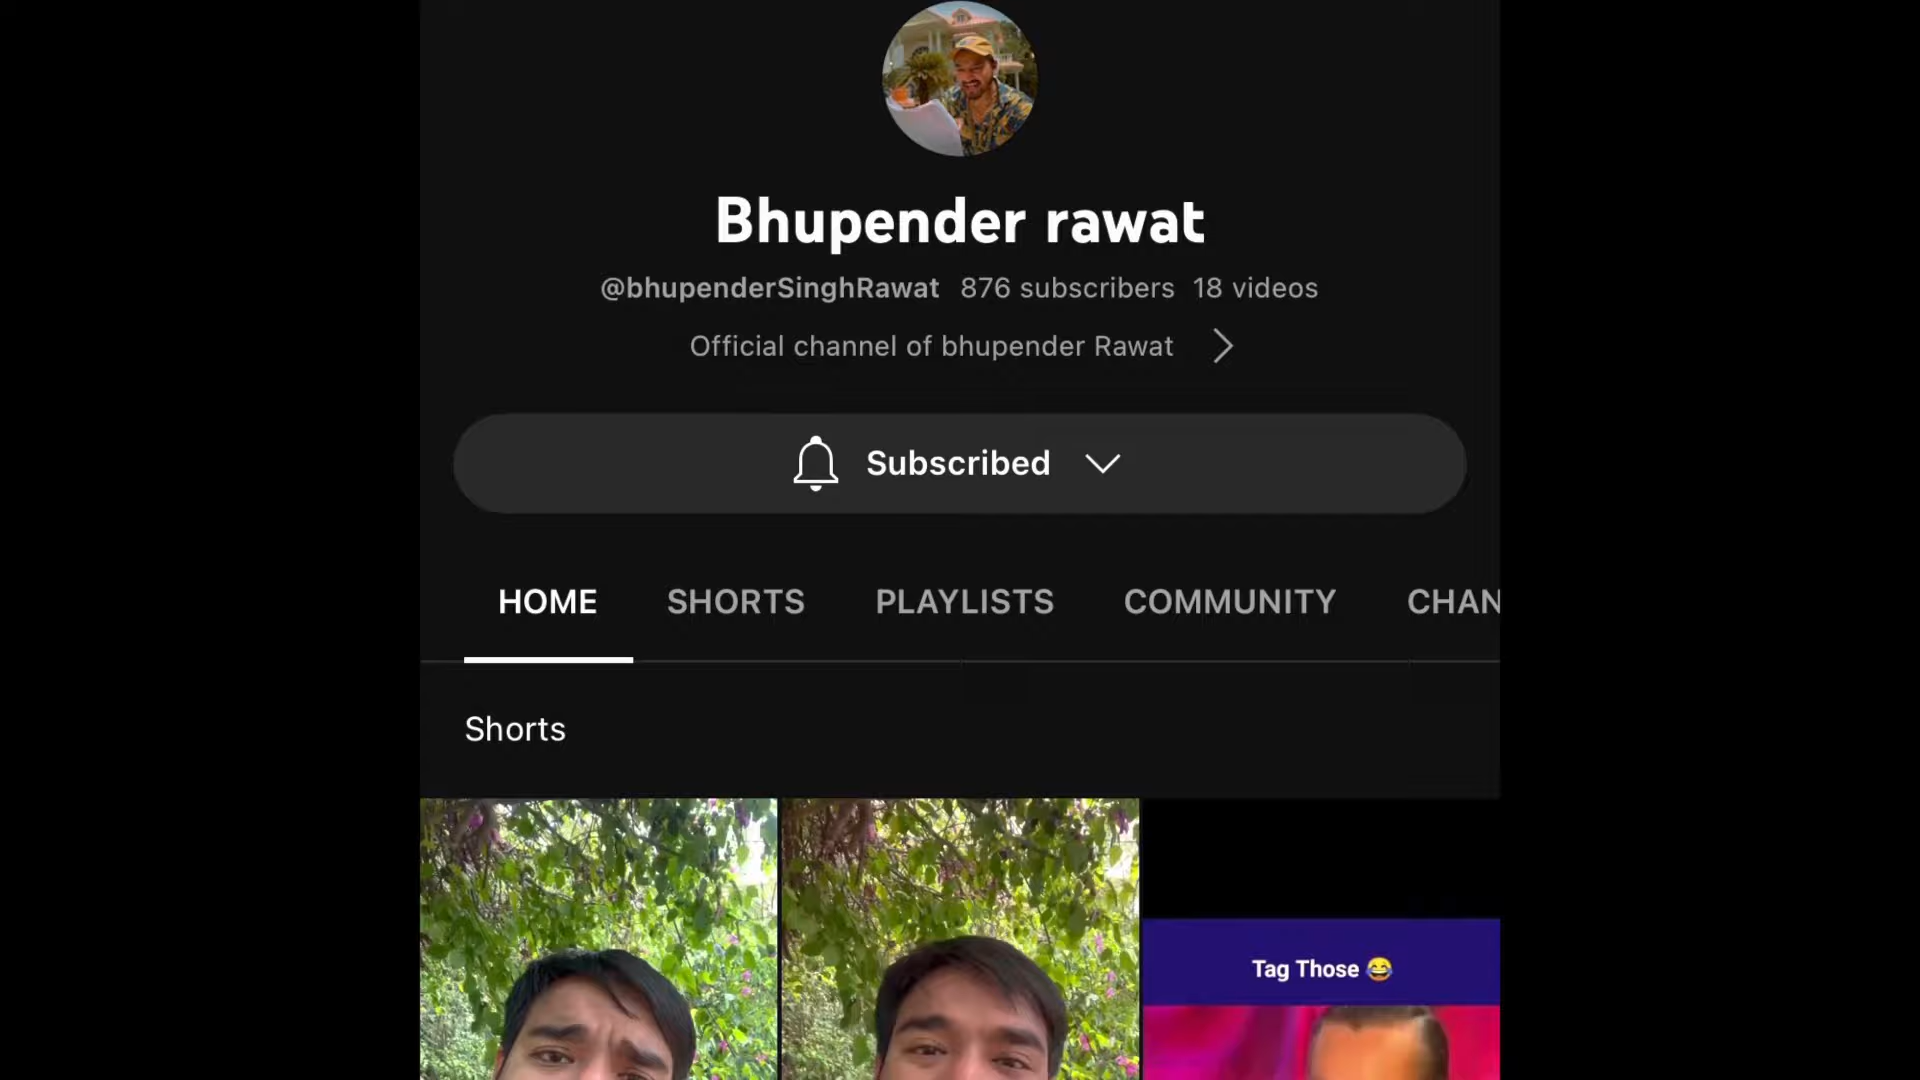 Bhupender rawat
@bhupenderSinghRawat 876 subscribers 18 videos
Official channel of bhupender Rawat
Subscribed
HOME SHORTS PLAYLISTS COMMUNITY CHAN
Shorts
Tag Those 😂